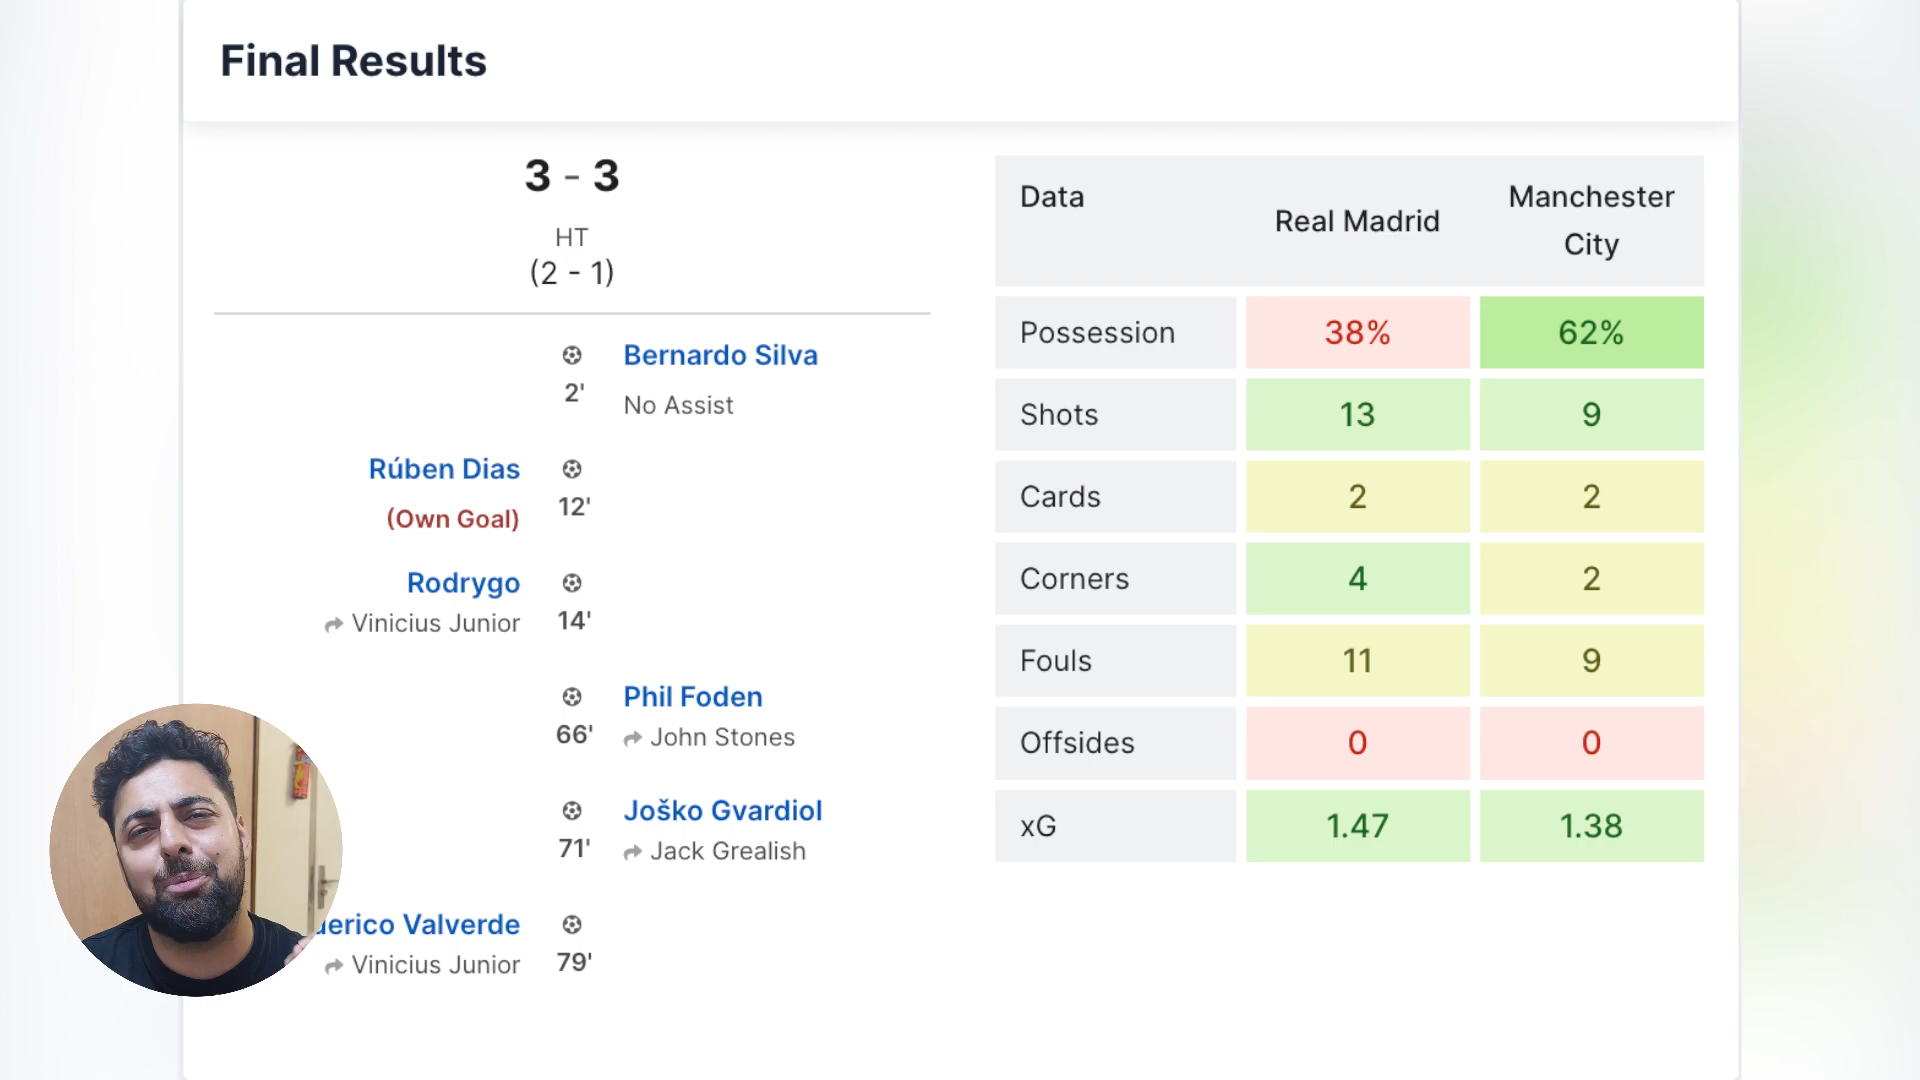 Final Results
3 - 3
HT
(2 - 1)
Bernardo Silva
2'
No Assist
Rúben Dias
12'
(Own Goal)
Rodrygo
14'
Vinicius Junior
Phil Foden
66'
John Stones
Joško Gvardiol
71'
Jack Grealish
Valverde
79'
Vinicius Junior
Data Real Madrid Manchester City
Possession 38% 62%
Shots 13 9
Cards 2 2
Corners 4 2
Fouls 11 9
Offsides 0 0
xG 1.47 1.38